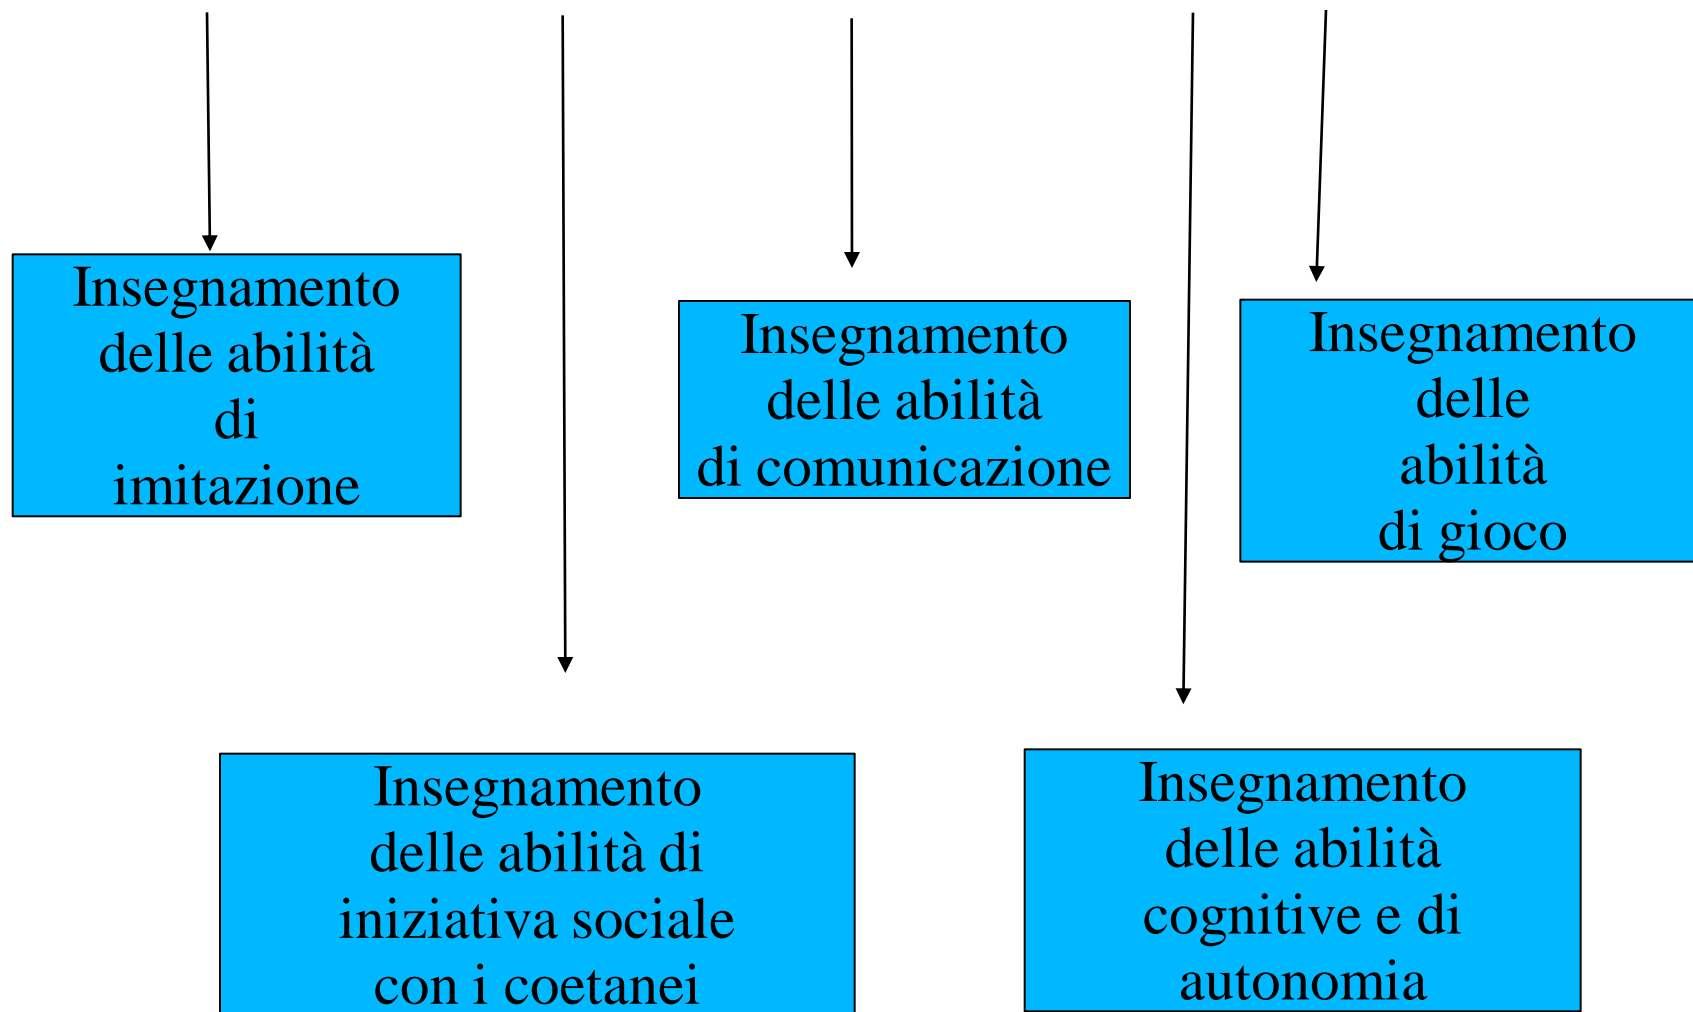 Insegnamento
delle abilità
di
imitazione
Insegnamento
delle abilità
di comunicazione
Insegnamento
delle
abilità
di gioco
Insegnamento
delle abilità di
iniziativa sociale
con i coetanei
Insegnamento
delle abilità
cognitive e di
autonomia